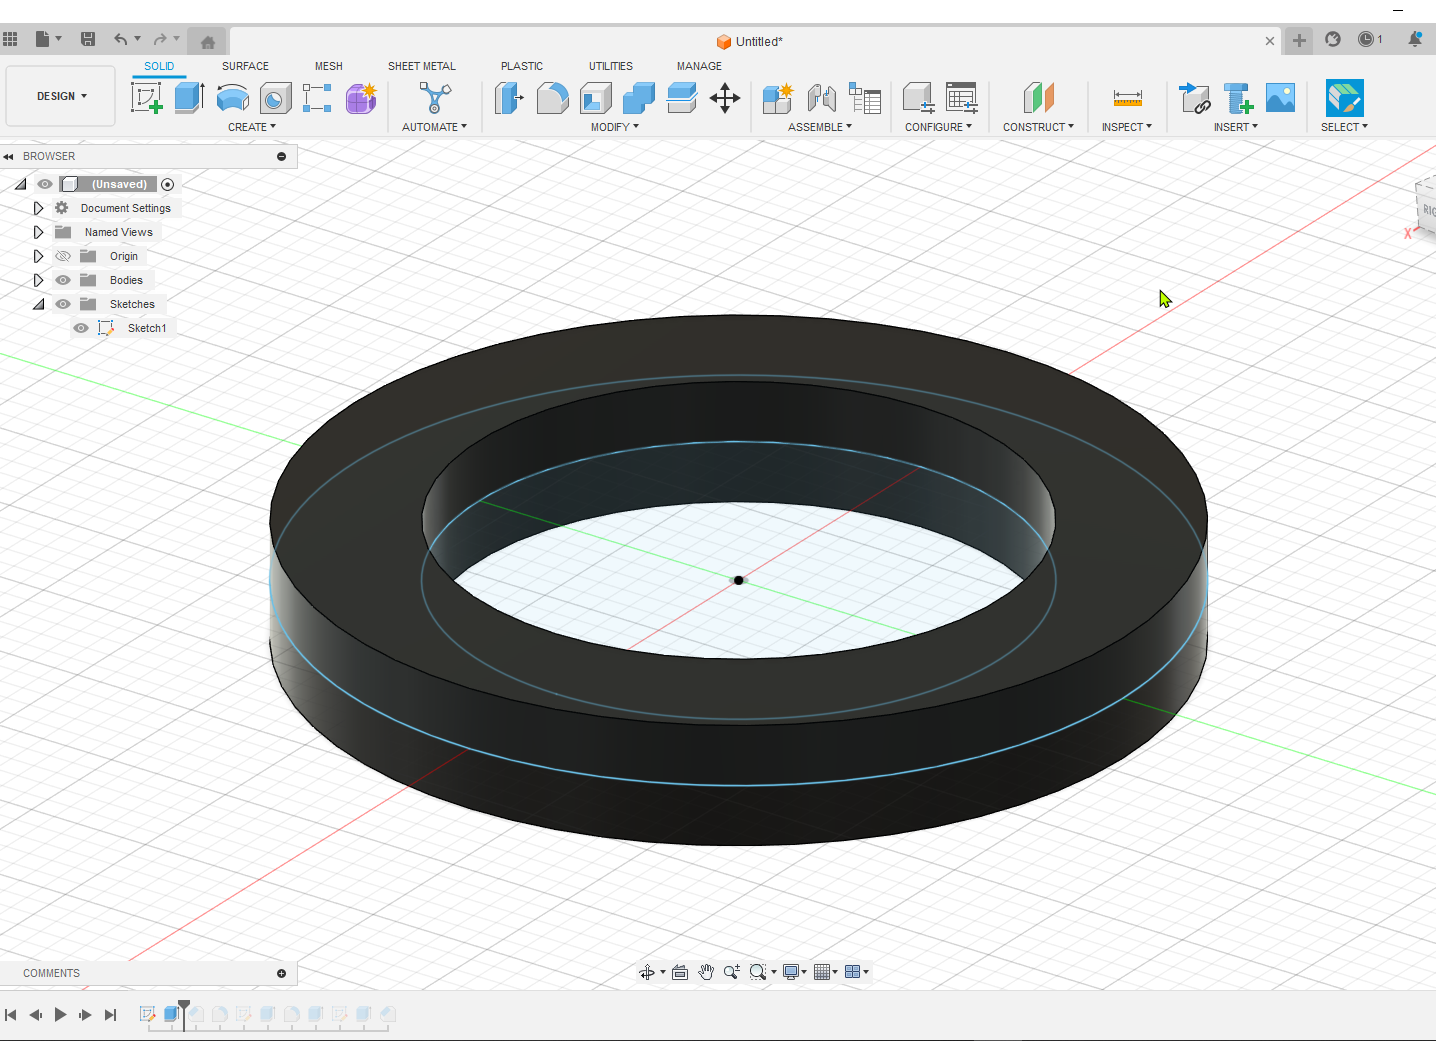 Untitled*
1
DESIGN
SOLID SURFACE MESH SHEET METAL PLASTIC UTILITIES MANAGE
CREATE AUTOMATE MODIFY ASSEMBLE CONFIGURE CONSTRUCT INSPECT INSERT SELECT
BROWSER
(Unsaved)
Document Settings
Named Views
Origin
Bodies
Sketches
Sketch1
RIG
X
COMMENTS